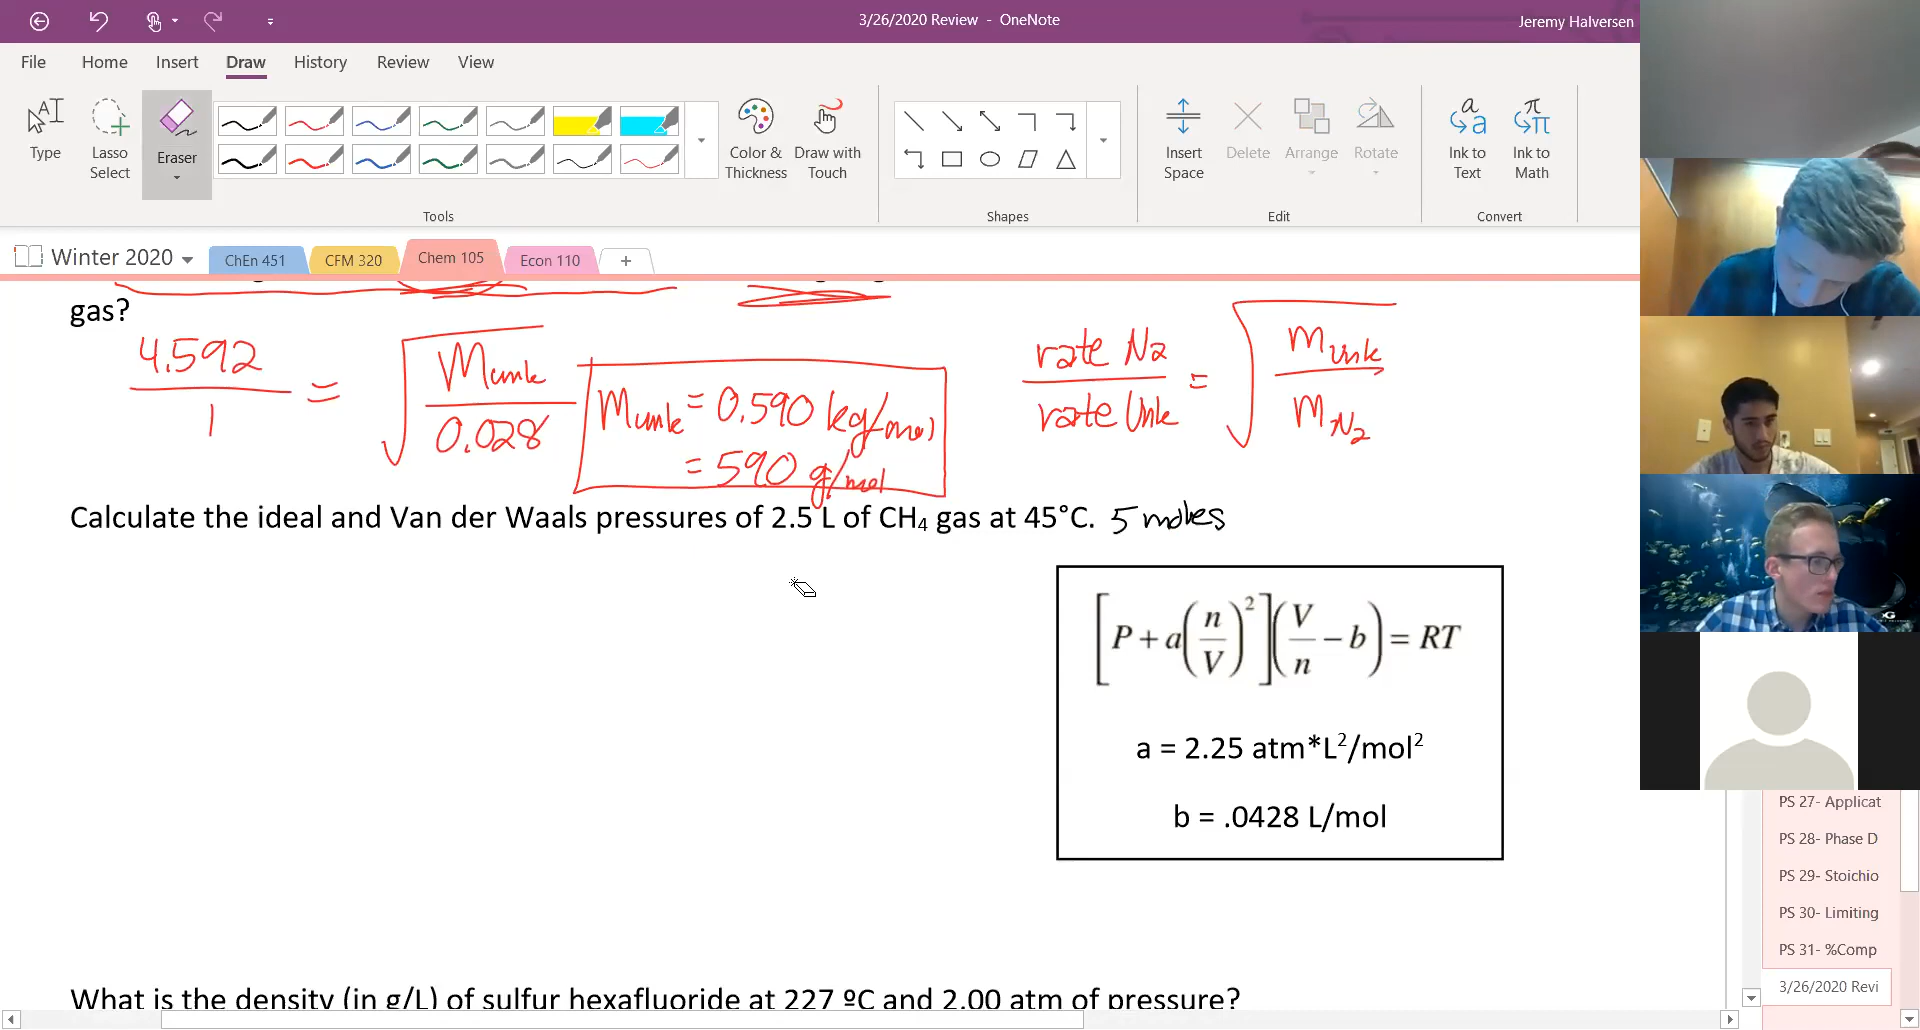 3/26/2020 Review - OneNote
Jeremy Halversen
File Home Insert Draw History Review View
Type
Lasso Select
Eraser
Color & Thickness
Draw with Touch
Insert Space
Delete
Arrange
Rotate
Ink to Text
Ink to Math
Tools
Shapes
Edit
Convert
Winter 2020
ChEn 451
CFM 320
Chem 105
Econ 110
+
gas?
4.592 / 1 = √(Munk / 0.028)
Munk = 0.590 kg/mol
= 590 g/mol
rate N2 / rate Unk = √(Munk / MN2)
Calculate the ideal and Van der Waals pressures of 2.5 L of CH₄ gas at 45°C. 5 moles
[P + a(n/V)²](V/n − b) = RT
a = 2.25 atm*L²/mol²
b = .0428 L/mol
What is the density (in g/L) of sulfur hexafluoride at 227 ºC and 2.00 atm of pressure?
PS 27- Applicat
PS 28- Phase D
PS 29- Stoichio
PS 30- Limiting
PS 31- %Comp
3/26/2020 Revi